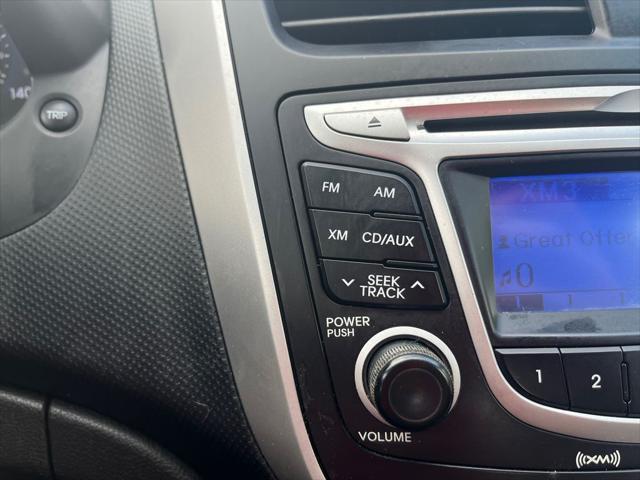 140
TRIP
FM AM
XM CD/AUX
SEEK
TRACK
POWER
PUSH
VOLUME
XM3
Great Offer
0
1 2
((XM))